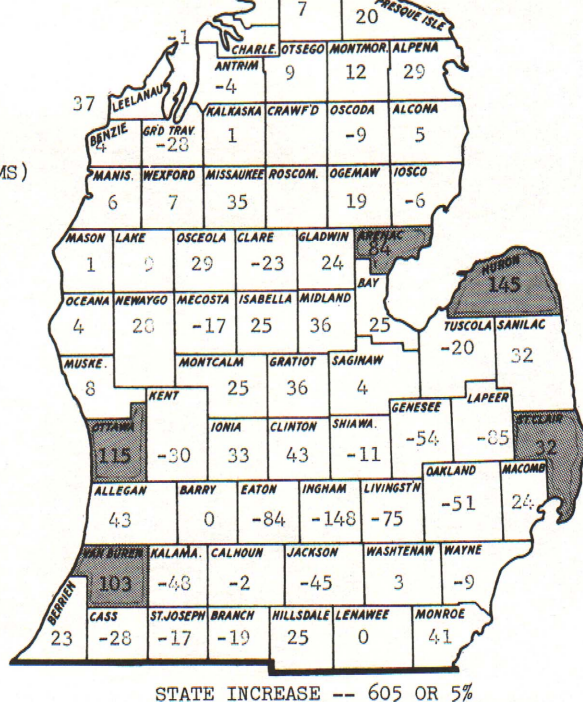 7 20 PRESQUE ISLE
-1
CHARLE. OTSEGO MONTMOR. ALPENA
ANTRIM
-4 9 12 29
37 LEELANAU
KALKASKA CRAWF'D OSCODA ALCONA
BENZIE GR'D TRAV.
4 -28 1 -9 5
MS)
MANIS. WEXFORD MISSAUKEE ROSCOM. OGEMAW IOSCO
6 7 35 19 -6
MASON LAKE OSCEOLA CLARE GLADWIN ARENAC
1 9 29 -23 24 84
HURON
145
BAY
OCEANA NEWAYGO MECOSTA ISABELLA MIDLAND
4 20 -17 25 36 25
TUSCOLA SANILAC
-20 32
MUSKE. MONTCALM GRATIOT SAGINAW
8 25 36 4
KENT LAPEER
GENESEE
OTTAWA IONIA CLINTON SHIAWA. ST.CLAIR
115 -30 33 43 -11 -54 -85 32
ALLEGAN BARRY EATON INGHAM LIVINGST'N OAKLAND MACOMB
43 0 -84 -148 -75 -51 24
VAN BUREN KALAMA. CALHOUN JACKSON WASHTENAW WAYNE
103 -48 -2 -45 3 -9
BERRIEN CASS ST.JOSEPH BRANCH HILLSDALE LENAWEE MONROE
23 -28 -17 -19 25 0 41
STATE INCREASE -- 605 OR 5%